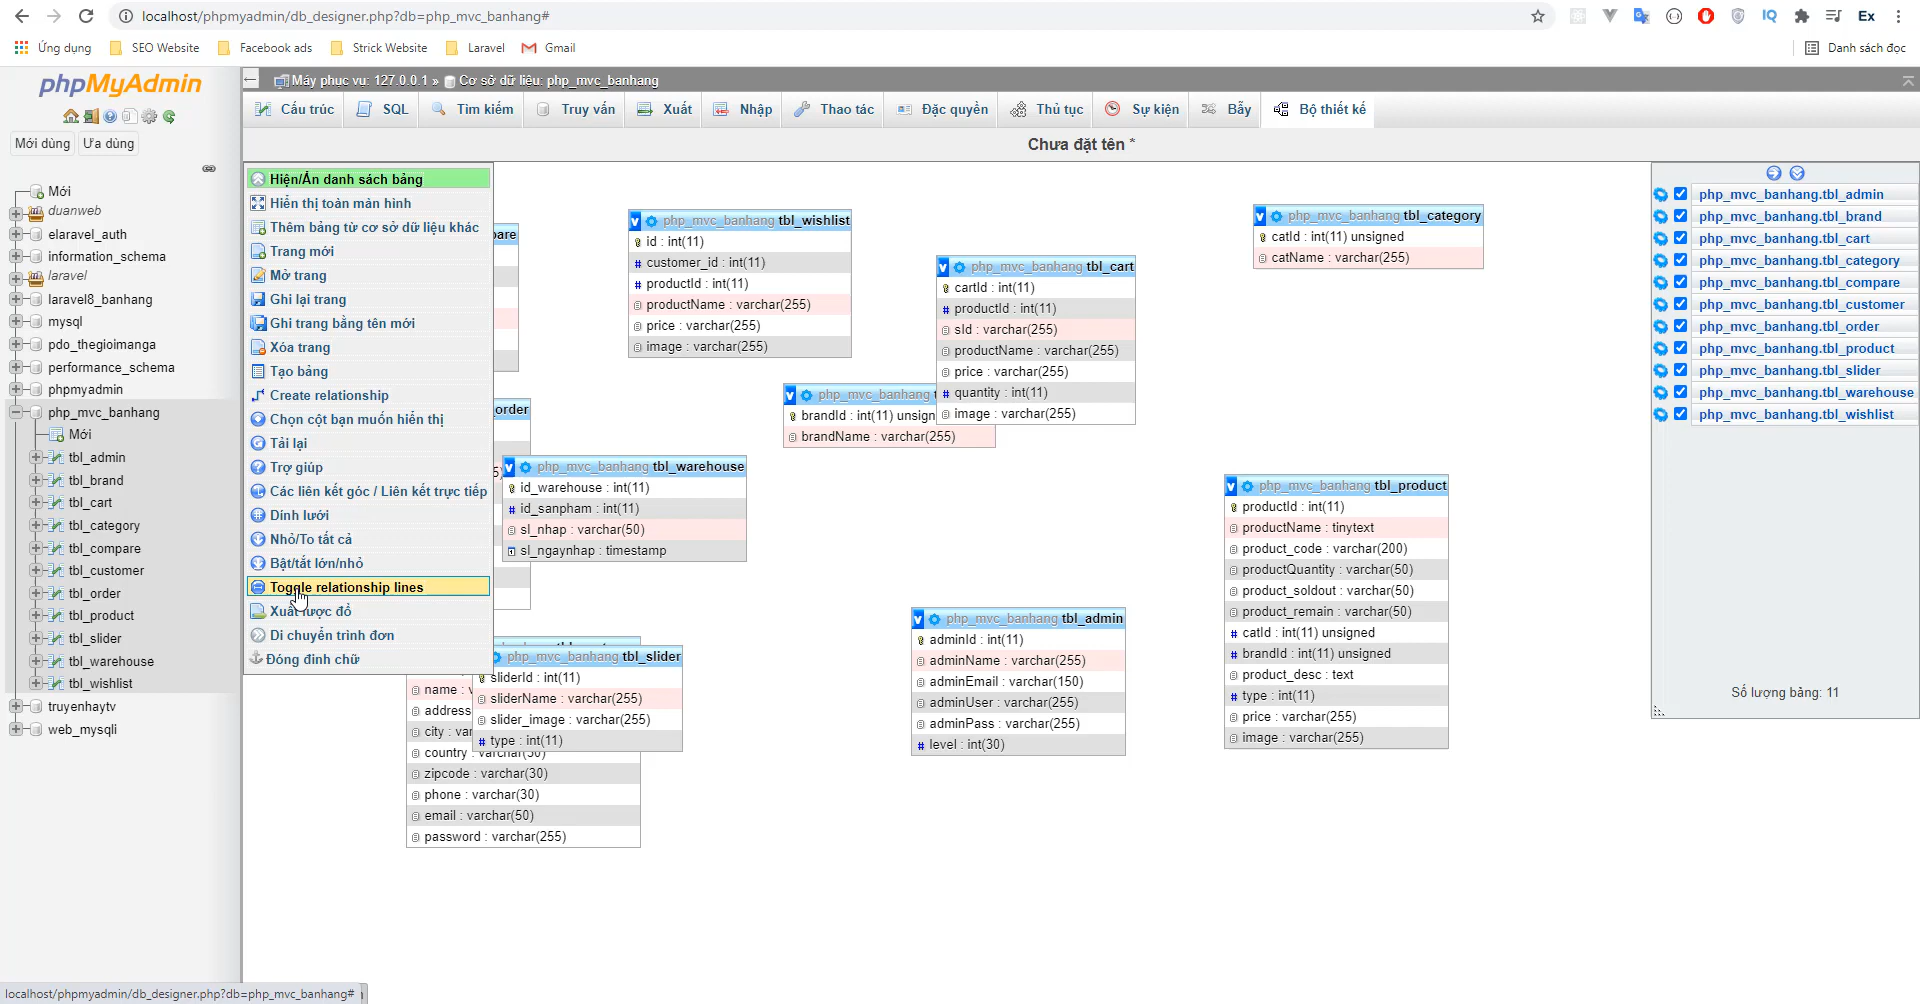 localhost/phpmyadmin/db_designer.php?db=php_mvc_banhang#
Ex
Ứng dụng
SEO Website
Facebook ads
Strick Website
Laravel
Gmail
Danh sách đọc
phpMyAdmin
Mới dùng
Ưa dùng
Mới
duanweb
elaravel_auth
information_schema
laravel
laravel8_banhang
mysql
pdo_thegioimanga
performance_schema
phpmyadmin
php_mvc_banhang
Mới
tbl_admin
tbl_brand
tbl_cart
tbl_category
tbl_compare
tbl_customer
tbl_order
tbl_product
tbl_slider
tbl_warehouse
tbl_wishlist
truyenhaytv
web_mysqli
Máy phục vụ: 127.0.0.1 » Cơ sở dữ liệu: php_mvc_banhang
Cấu trúc
SQL
Tìm kiếm
Truy vấn
Xuất
Nhập
Thao tác
Đặc quyền
Thủ tục
Sự kiện
Bẫy
Bộ thiết kế
Chưa đặt tên *
Hiện/Ẩn danh sách bảng
Hiển thị toàn màn hình
Thêm bảng từ cơ sở dữ liệu khác
Trang mới
Mở trang
Ghi lại trang
Ghi trang bằng tên mới
Xóa trang
Tạo bảng
Create relationship
Chọn cột bạn muốn hiển thị
Tải lại
Trợ giúp
Các liên kết góc / Liên kết trực tiếp
Dính lưới
Nhỏ/To tất cả
Bật/tắt lớn/nhỏ
Toggle relationship lines
Xuất lược đồ
Di chuyển trình đơn
Đóng đinh chữ
pare
order
5)
php_mvc_banhang tbl_wishlist
id : int(11)
customer_id : int(11)
productId : int(11)
productName : varchar(255)
price : varchar(255)
image : varchar(255)
php_mvc_banhang tbl_cart
cartId : int(11)
productId : int(11)
sId : varchar(255)
productName : varchar(255)
price : varchar(255)
quantity : int(11)
image : varchar(255)
php_mvc_banhang t
brandId : int(11) unsign
brandName : varchar(255)
php_mvc_banhang tbl_category
catId : int(11) unsigned
catName : varchar(255)
php_mvc_banhang tbl_warehouse
id_warehouse : int(11)
id_sanpham : int(11)
sl_nhap : varchar(50)
sl_ngaynhap : timestamp
php_mvc_banhang tbl_product
productId : int(11)
productName : tinytext
product_code : varchar(200)
productQuantity : varchar(50)
product_soldout : varchar(50)
product_remain : varchar(50)
catId : int(11) unsigned
brandId : int(11) unsigned
product_desc : text
type : int(11)
price : varchar(255)
image : varchar(255)
php_mvc_banhang tbl_admin
adminId : int(11)
adminName : varchar(255)
adminEmail : varchar(150)
adminUser : varchar(255)
adminPass : varchar(255)
level : int(30)
php_mvc_banhang tbl_slider
sliderId : int(11)
sliderName : varchar(255)
slider_image : varchar(255)
type : int(11)
name : v
address
city : var
country : varchar(30)
zipcode : varchar(30)
phone : varchar(30)
email : varchar(50)
password : varchar(255)
php_mvc_banhang.tbl_admin
php_mvc_banhang.tbl_brand
php_mvc_banhang.tbl_cart
php_mvc_banhang.tbl_category
php_mvc_banhang.tbl_compare
php_mvc_banhang.tbl_customer
php_mvc_banhang.tbl_order
php_mvc_banhang.tbl_product
php_mvc_banhang.tbl_slider
php_mvc_banhang.tbl_warehouse
php_mvc_banhang.tbl_wishlist
Số lượng bảng: 11
localhost/phpmyadmin/db_designer.php?db=php_mvc_banhang#